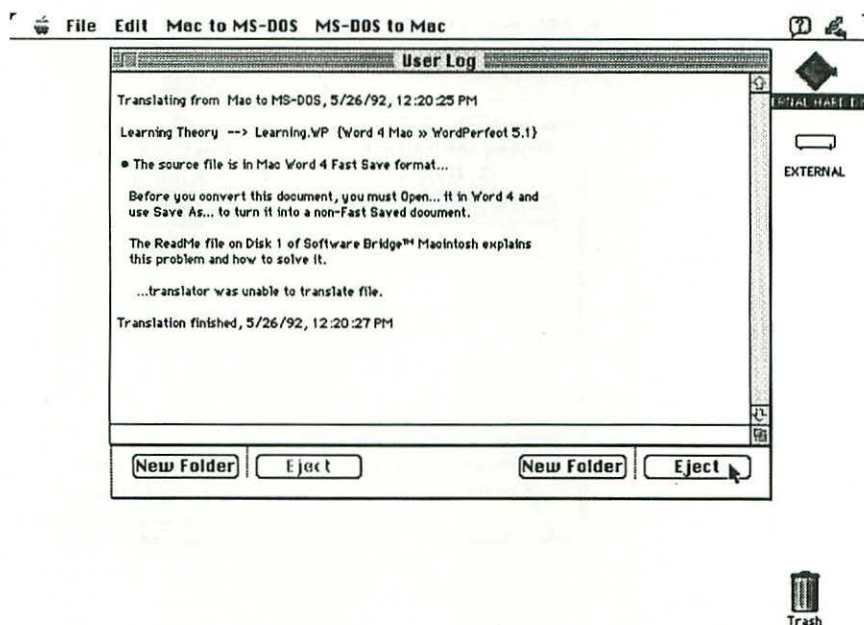 File Edit Mac to MS-DOS MS-DOS to Mac
User Log
Translating from Mac to MS-DOS, 5/26/92, 12:20:25 PM
Learning Theory --> Learning.WP {Word 4 Mac » WordPerfect 5.1}
• The source file is in Mac Word 4 Fast Save format...
Before you convert this document, you must Open... it in Word 4 and
use Save As... to turn it into a non-Fast Saved document.
The ReadMe file on Disk 1 of Software Bridge™ Macintosh explains
this problem and how to solve it.
...translator was unable to translate file.
Translation finished, 5/26/92, 12:20:27 PM
New Folder Eject New Folder Eject
EXTERNAL
Trash